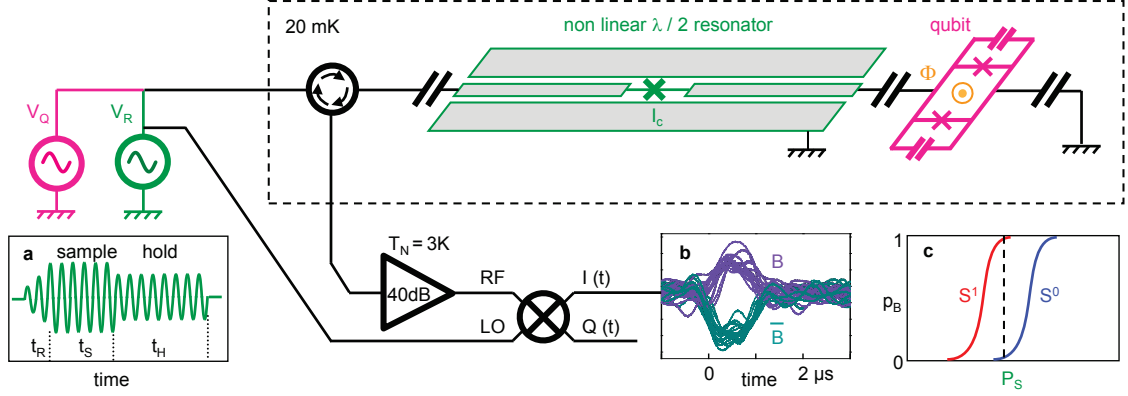 20 mK
non linear λ / 2 resonator
qubit
Φ
V_Q
V_R
I_c
a
sample
hold
t_R
t_S
t_H
time
T_N = 3K
40dB
RF
LO
I (t)
Q (t)
b
B
B̅
0
time
2 µs
c
1
p_B
0
S¹
S⁰
P_S